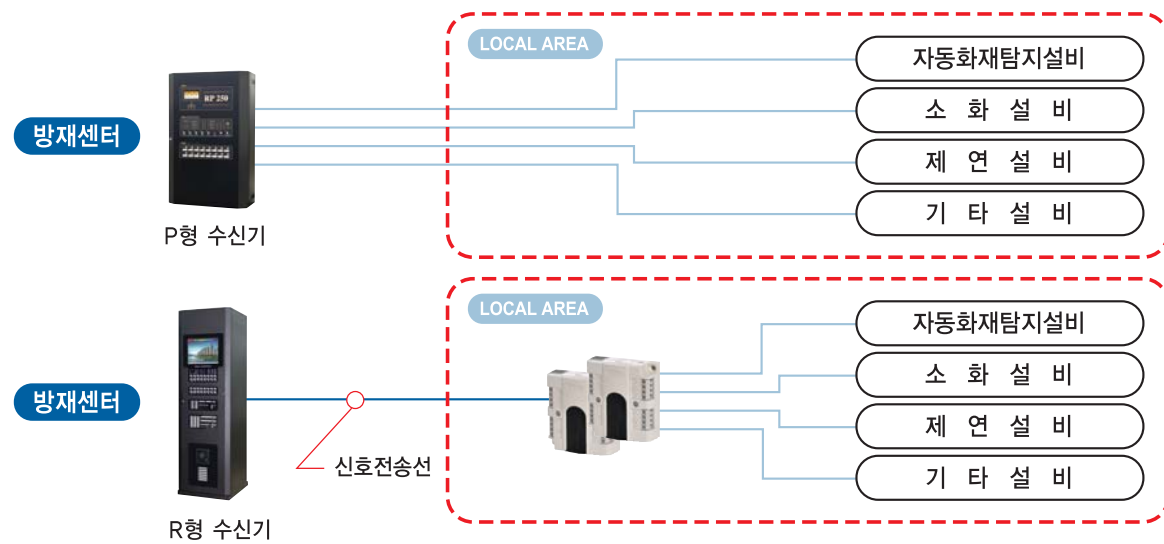 LOCAL AREA
자동화재탐지설비
소 화 설 비
제 연 설 비
기 타 설 비
방재센터
RP 250
P형 수신기
LOCAL AREA
자동화재탐지설비
소 화 설 비
제 연 설 비
기 타 설 비
방재센터
신호전송선
R형 수신기